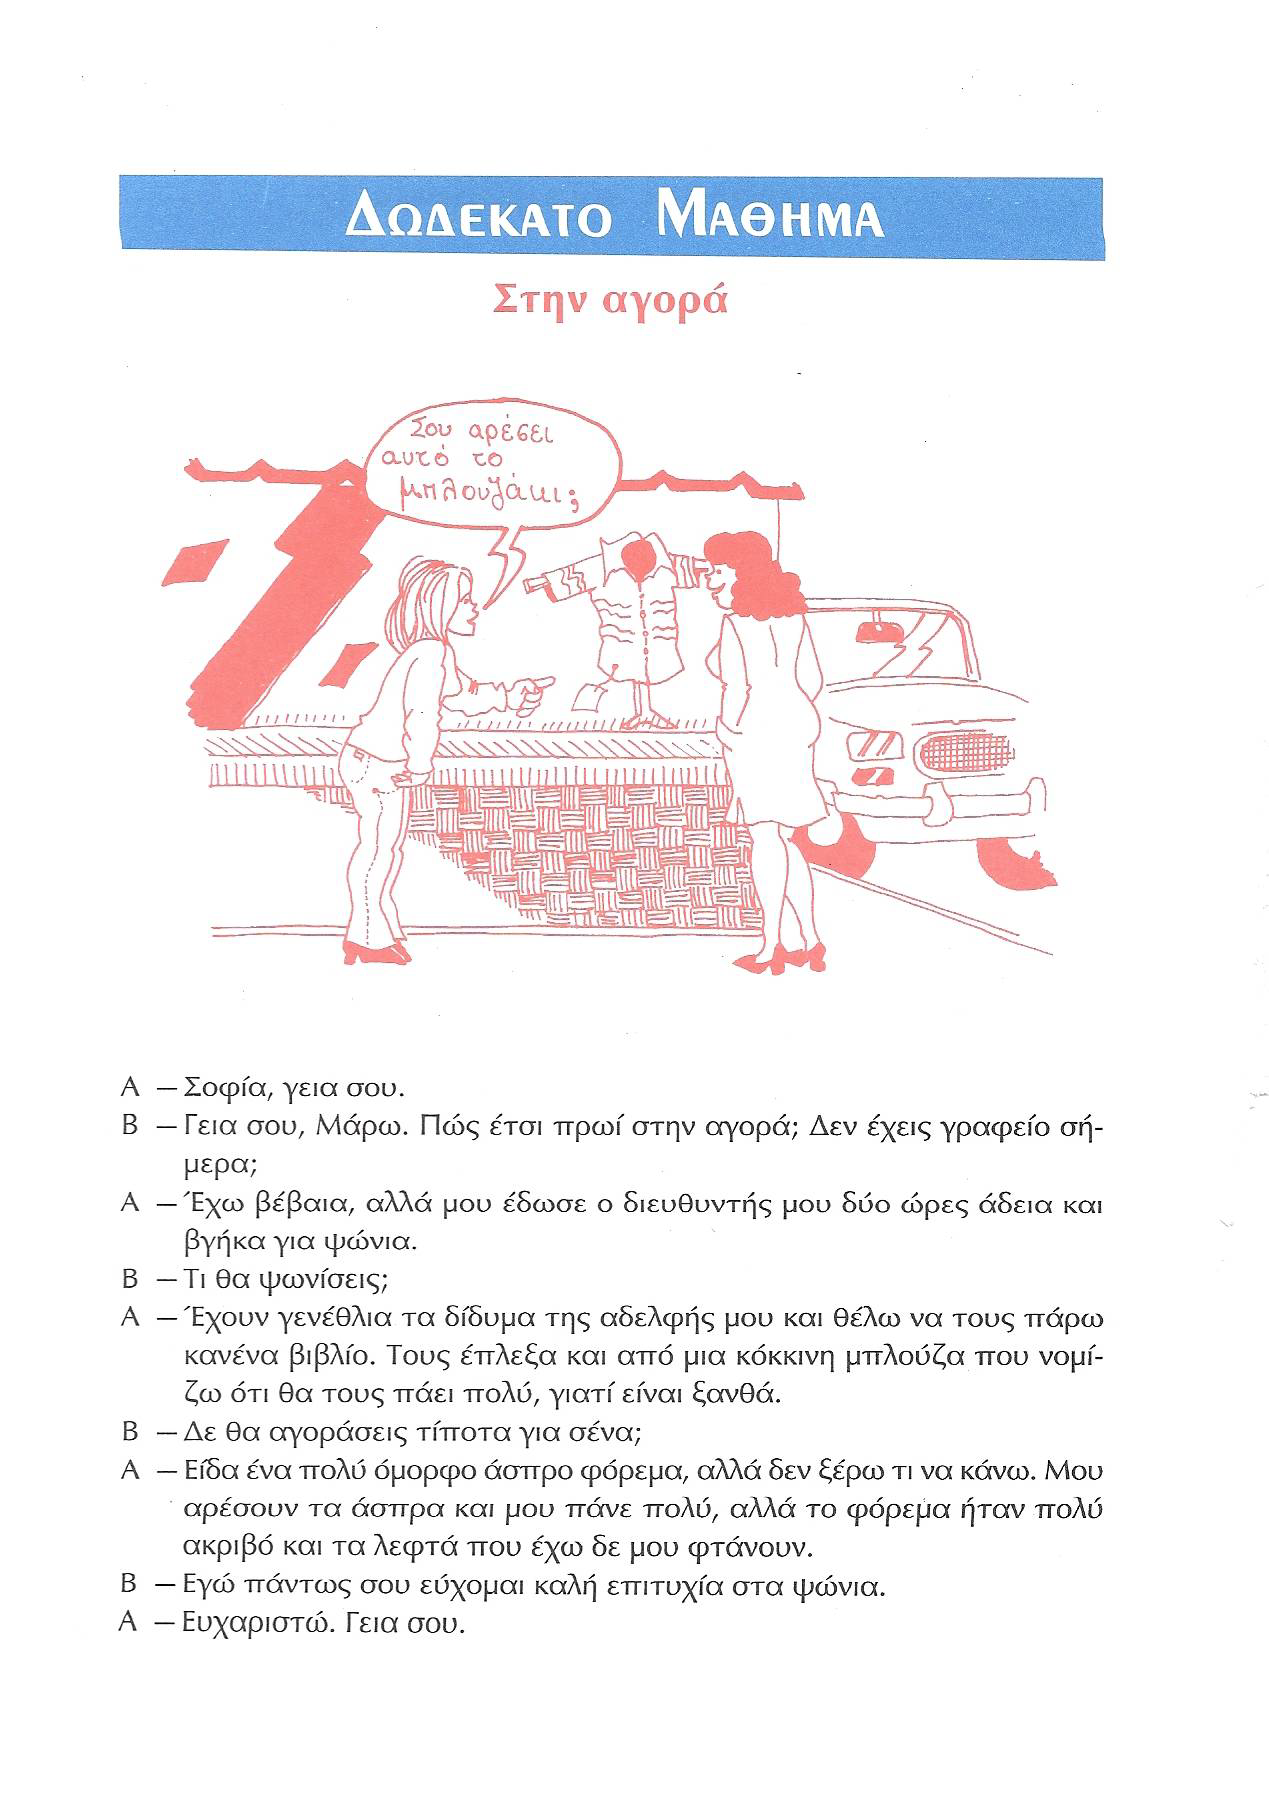 ΔΩΔΕΚΑΤΟ ΜΑΘΗΜΑ
Στην αγορά
Σου αρέσει
αυτό το
μπλουζάκι;
Α — Σοφία, γεια σου.
Β — Γεια σου, Μάρω. Πώς έτσι πρωί στην αγορά; Δεν έχεις γραφείο σή-
μερα;
Α — Έχω βέβαια, αλλά μου έδωσε ο διευθυντής μου δύο ώρες άδεια και
βγήκα για ψώνια.
Β — Τι θα ψωνίσεις;
Α — Έχουν γενέθλια τα δίδυμα της αδελφής μου και θέλω να τους πάρω
κανένα βιβλίο. Τους έπλεξα και από μια κόκκινη μπλούζα που νομί-
ζω ότι θα τους πάει πολύ, γιατί είναι ξανθά.
Β — Δε θα αγοράσεις τίποτα για σένα;
Α — Είδα ένα πολύ όμορφο άσπρο φόρεμα, αλλά δεν ξέρω τι να κάνω. Μου
αρέσουν τα άσπρα και μου πάνε πολύ, αλλά το φόρεμα ήταν πολύ
ακριβό και τα λεφτά που έχω δε μου φτάνουν.
Β — Εγώ πάντως σου εύχομαι καλή επιτυχία στα ψώνια.
Α — Ευχαριστώ. Γεια σου.